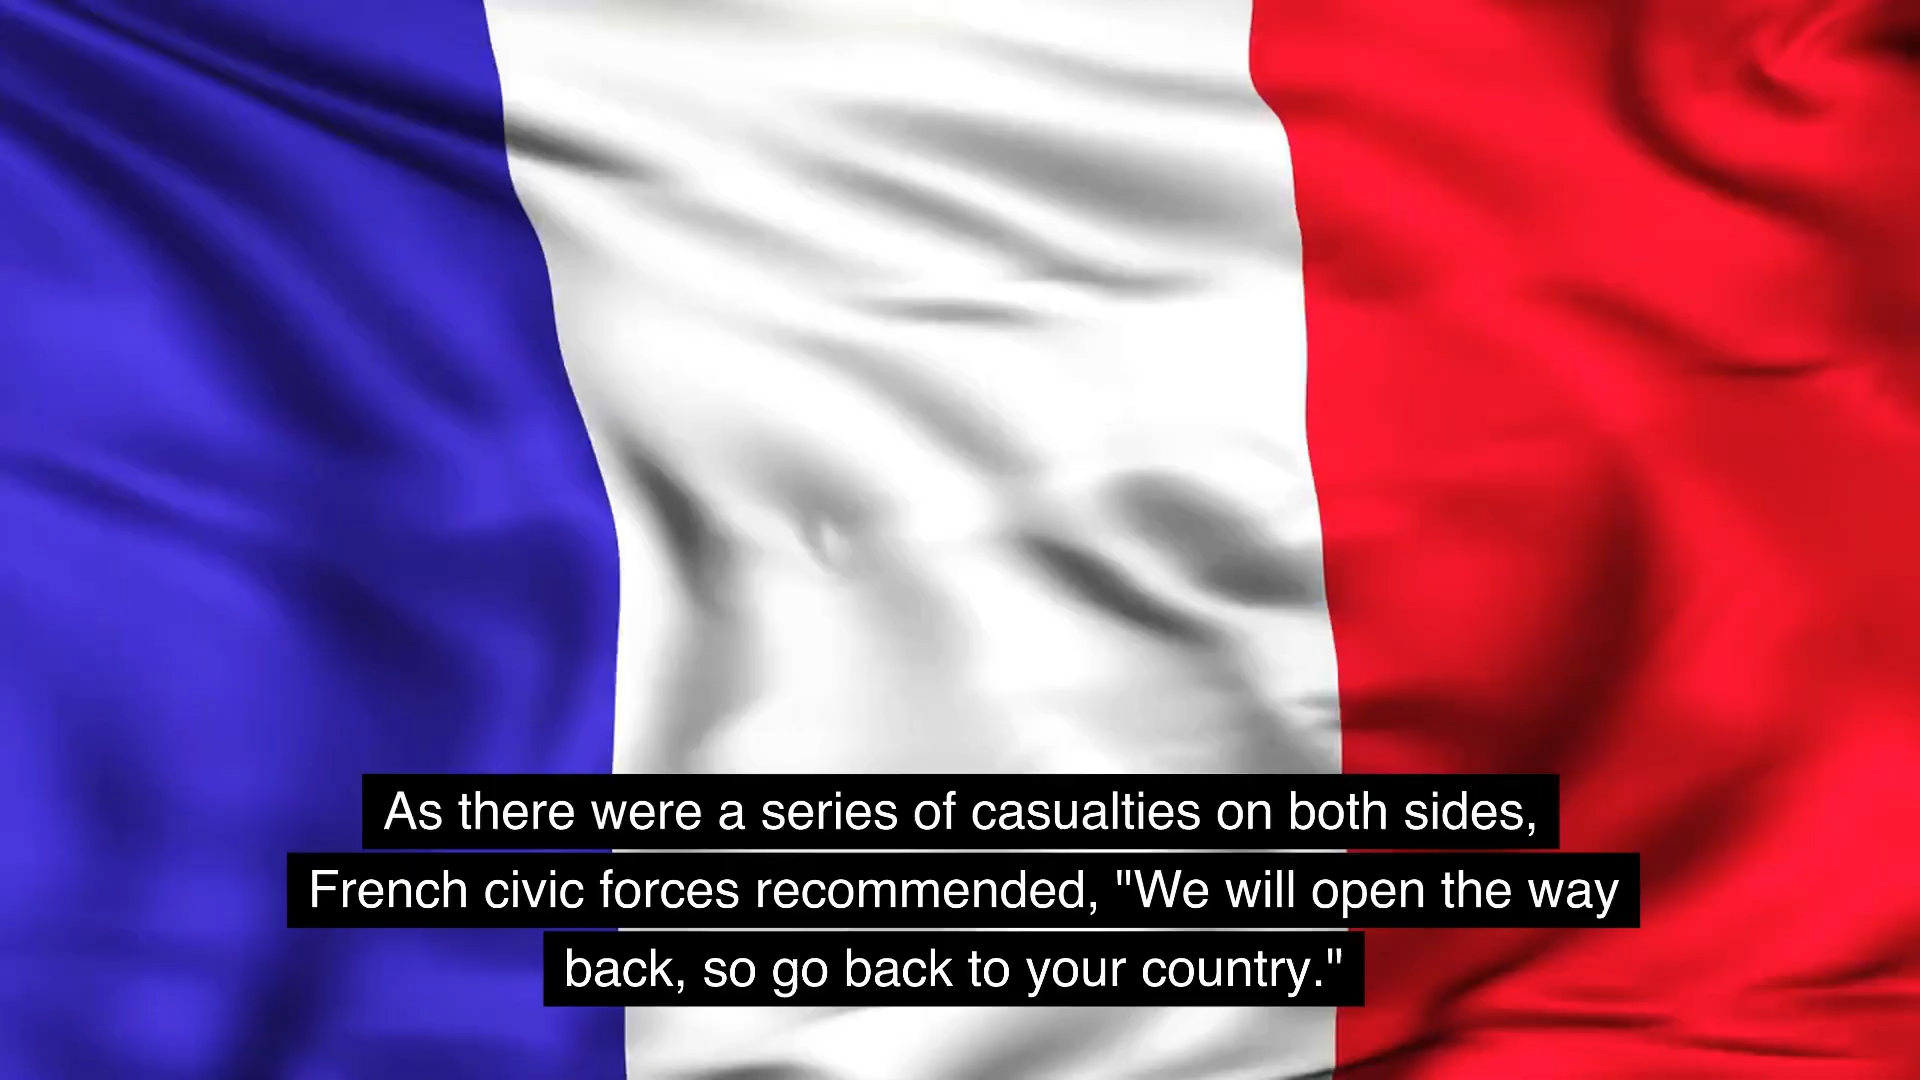 As there were a series of casualties on both sides,
French civic forces recommended, "We will open the way
back, so go back to your country."